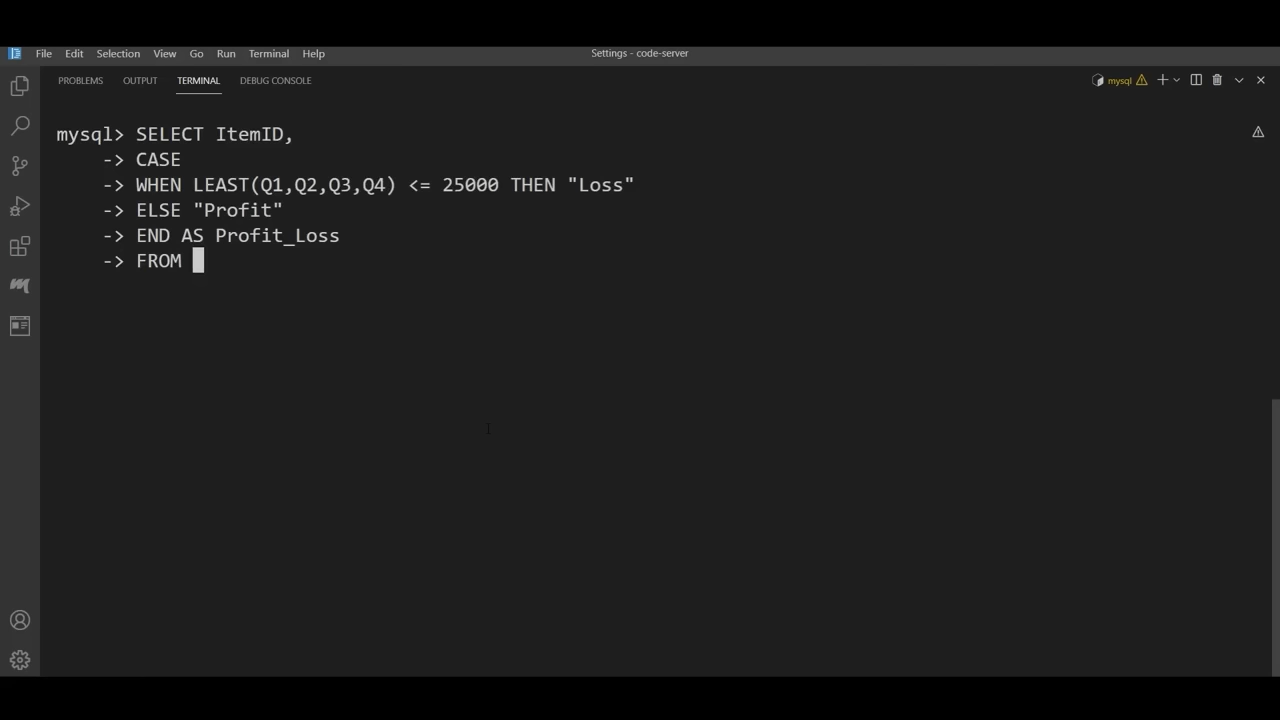 File Edit Selection View Go Run Terminal Help Settings - code-server
PROBLEMS OUTPUT TERMINAL DEBUG CONSOLE mysql
mysql> SELECT ItemID,
-> CASE
-> WHEN LEAST(Q1,Q2,Q3,Q4) <= 25000 THEN "Loss"
-> ELSE "Profit"
-> END AS Profit_Loss
-> FROM